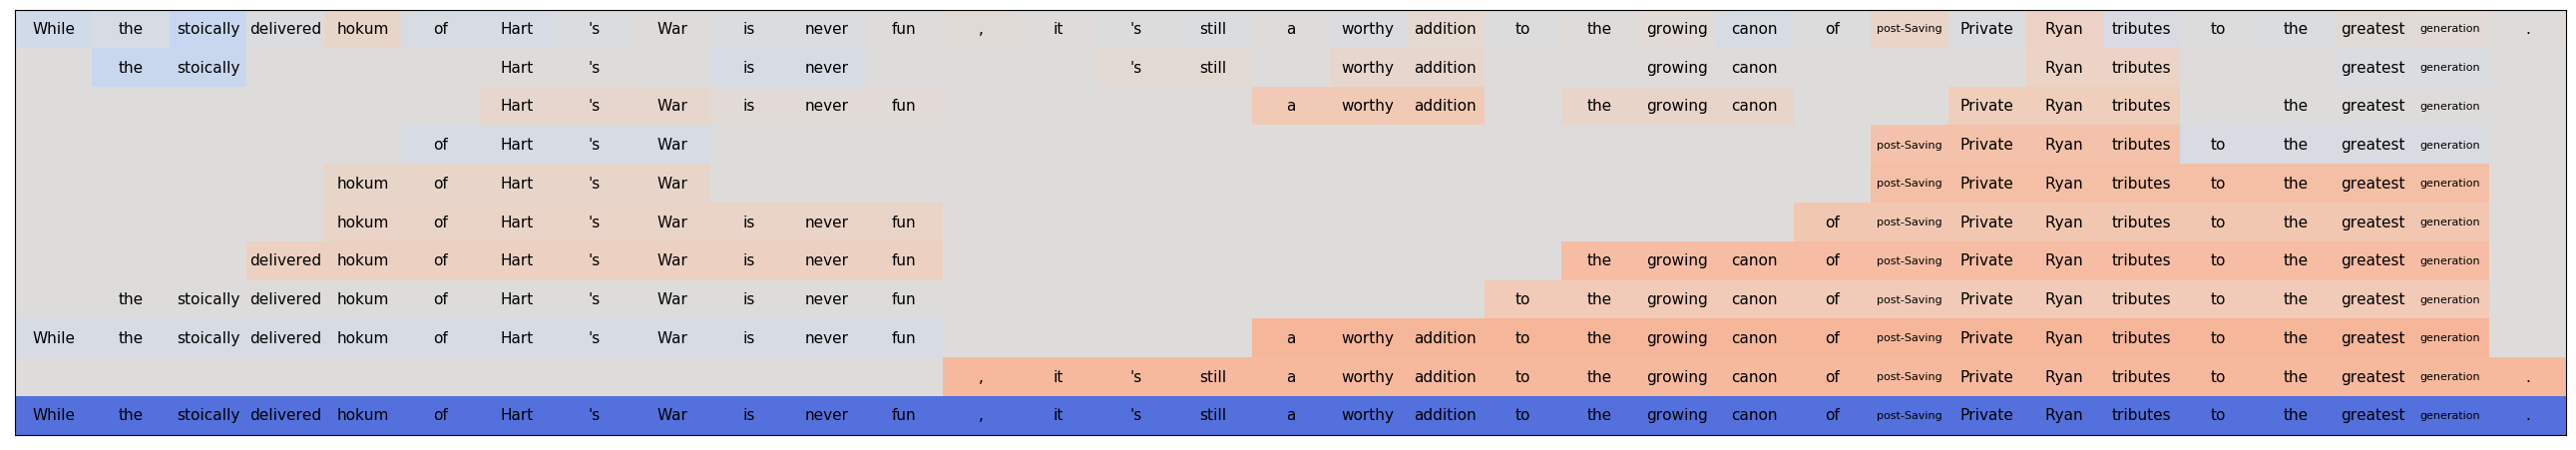 While the stoically delivered hokum of Hart 's War is never fun , it 's still a worthy addition to the growing canon of post-Saving Private Ryan tributes to the greatest generation .
the stoically Hart 's is never 's still worthy addition growing canon Ryan tributes greatest generation
Hart 's War is never fun a worthy addition the growing canon Private Ryan tributes the greatest generation
of Hart 's War post-Saving Private Ryan tributes to the greatest generation
hokum of Hart 's War post-Saving Private Ryan tributes to the greatest generation
hokum of Hart 's War is never fun of post-Saving Private Ryan tributes to the greatest generation
delivered hokum of Hart 's War is never fun the growing canon of post-Saving Private Ryan tributes to the greatest generation
the stoically delivered hokum of Hart 's War is never fun to the growing canon of post-Saving Private Ryan tributes to the greatest generation
While the stoically delivered hokum of Hart 's War is never fun a worthy addition to the growing canon of post-Saving Private Ryan tributes to the greatest generation
, it 's still a worthy addition to the growing canon of post-Saving Private Ryan tributes to the greatest generation .
While the stoically delivered hokum of Hart 's War is never fun , it 's still a worthy addition to the growing canon of post-Saving Private Ryan tributes to the greatest generation .